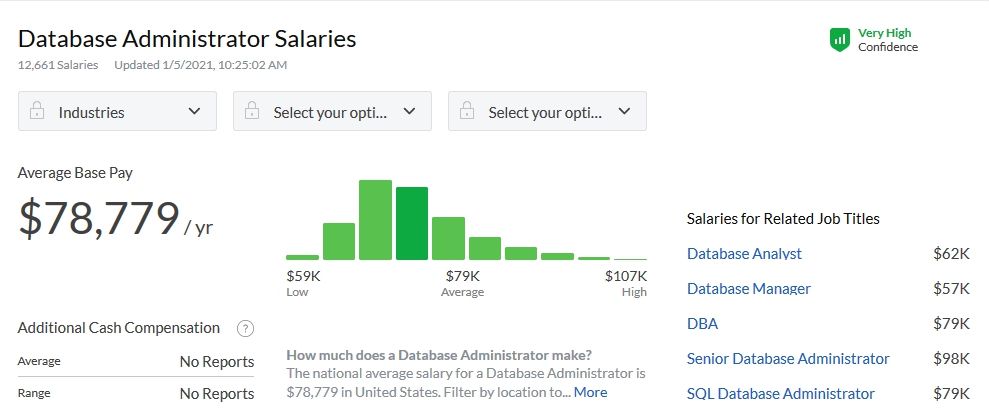 Database Administrator Salaries
12,661 Salaries Updated 1/5/2021, 10:25:02 AM
Very High
Confidence
Industries
Select your opti...
Select your opti...
Average Base Pay
$78,779 / yr
$59K
Low
$79K
Average
$107K
High
Additional Cash Compensation ?
Average No Reports
Range No Reports
How much does a Database Administrator make?
The national average salary for a Database Administrator is
$78,779 in United States. Filter by location to... More
Salaries for Related Job Titles
Database Analyst $62K
Database Manager $57K
DBA $79K
Senior Database Administrator $98K
SQL Database Administrator $79K